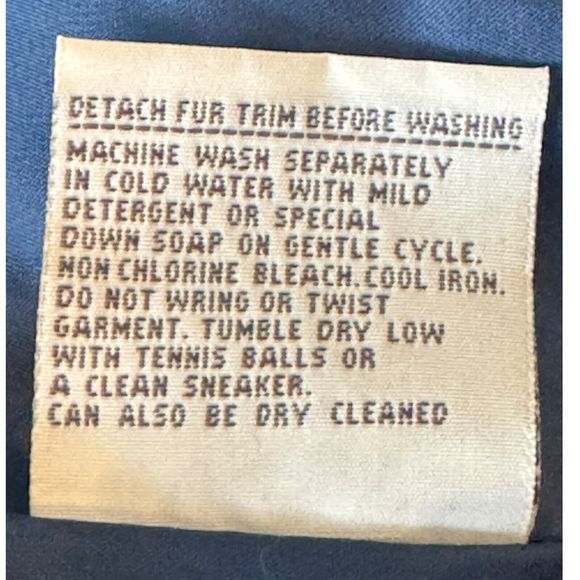 DETACH FUR TRIM BEFORE WASHING
MACHINE WASH SEPARATELY
IN COLD WATER WITH MILD
DETERGENT OR SPECIAL
DOWN SOAP ON GENTLE CYCLE.
NON CHLORINE BLEACH. COOL IRON.
DO NOT WRING OR TWIST
GARMENT. TUMBLE DRY LOW
WITH TENNIS BALLS OR
A CLEAN SNEAKER.
CAN ALSO BE DRY CLEANED